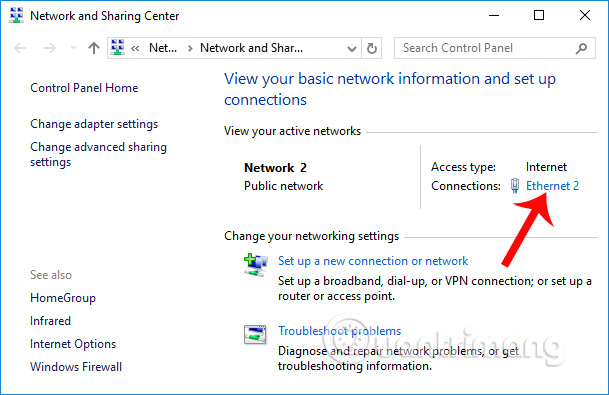 Network and Sharing Center
Net... Network and Shar...
Search Control Panel
Control Panel Home
Change adapter settings
Change advanced sharing
settings
See also
HomeGroup
Infrared
Internet Options
Windows Firewall
View your basic network information and set up
connections
View your active networks
Network 2
Public network
Access type: Internet
Connections: Ethernet 2
Change your networking settings
Set up a new connection or network
Set up a broadband, dial-up, or VPN connection; or set up a
router or access point.
Troubleshoot problems
Diagnose and repair network problems, or get
troubleshooting information.
Quantrimang